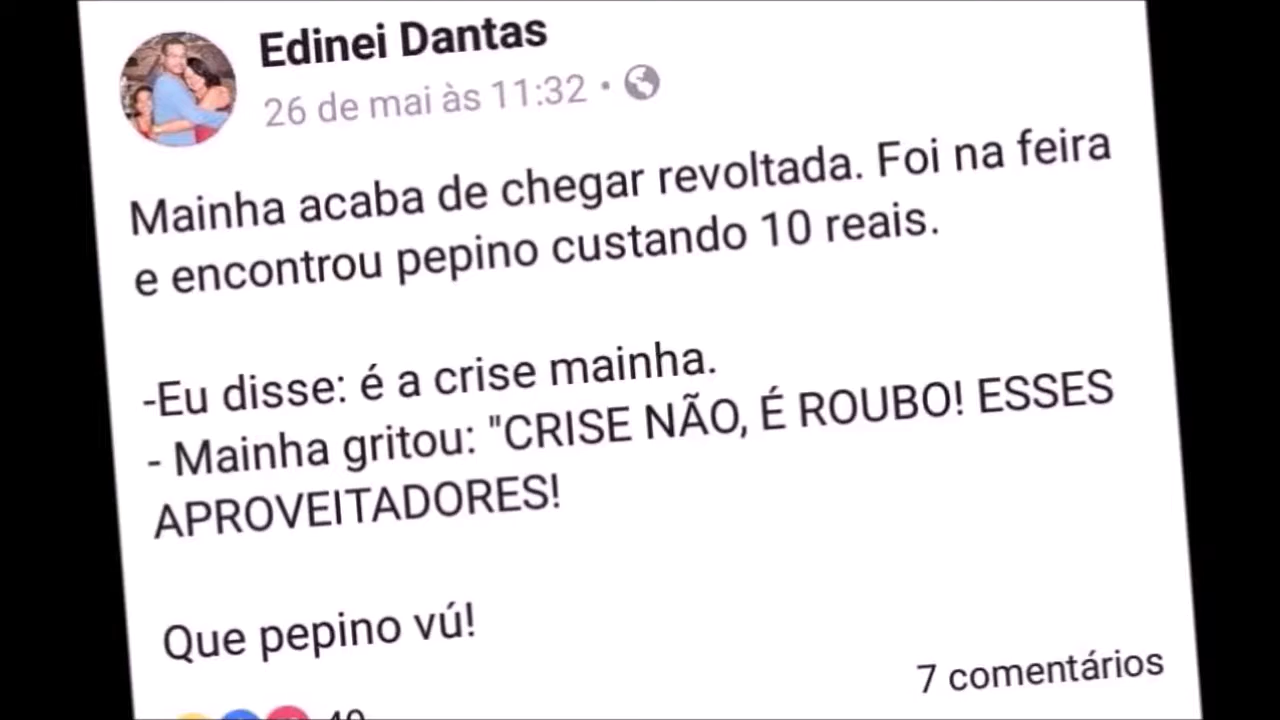 Edinei Dantas
26 de mai às 11:32 •
Mainha acaba de chegar revoltada. Foi na feira
e encontrou pepino custando 10 reais.
-Eu disse: é a crise mainha.
- Mainha gritou: "CRISE NÃO, É ROUBO! ESSES
APROVEITADORES!
Que pepino vú!
7 comentários